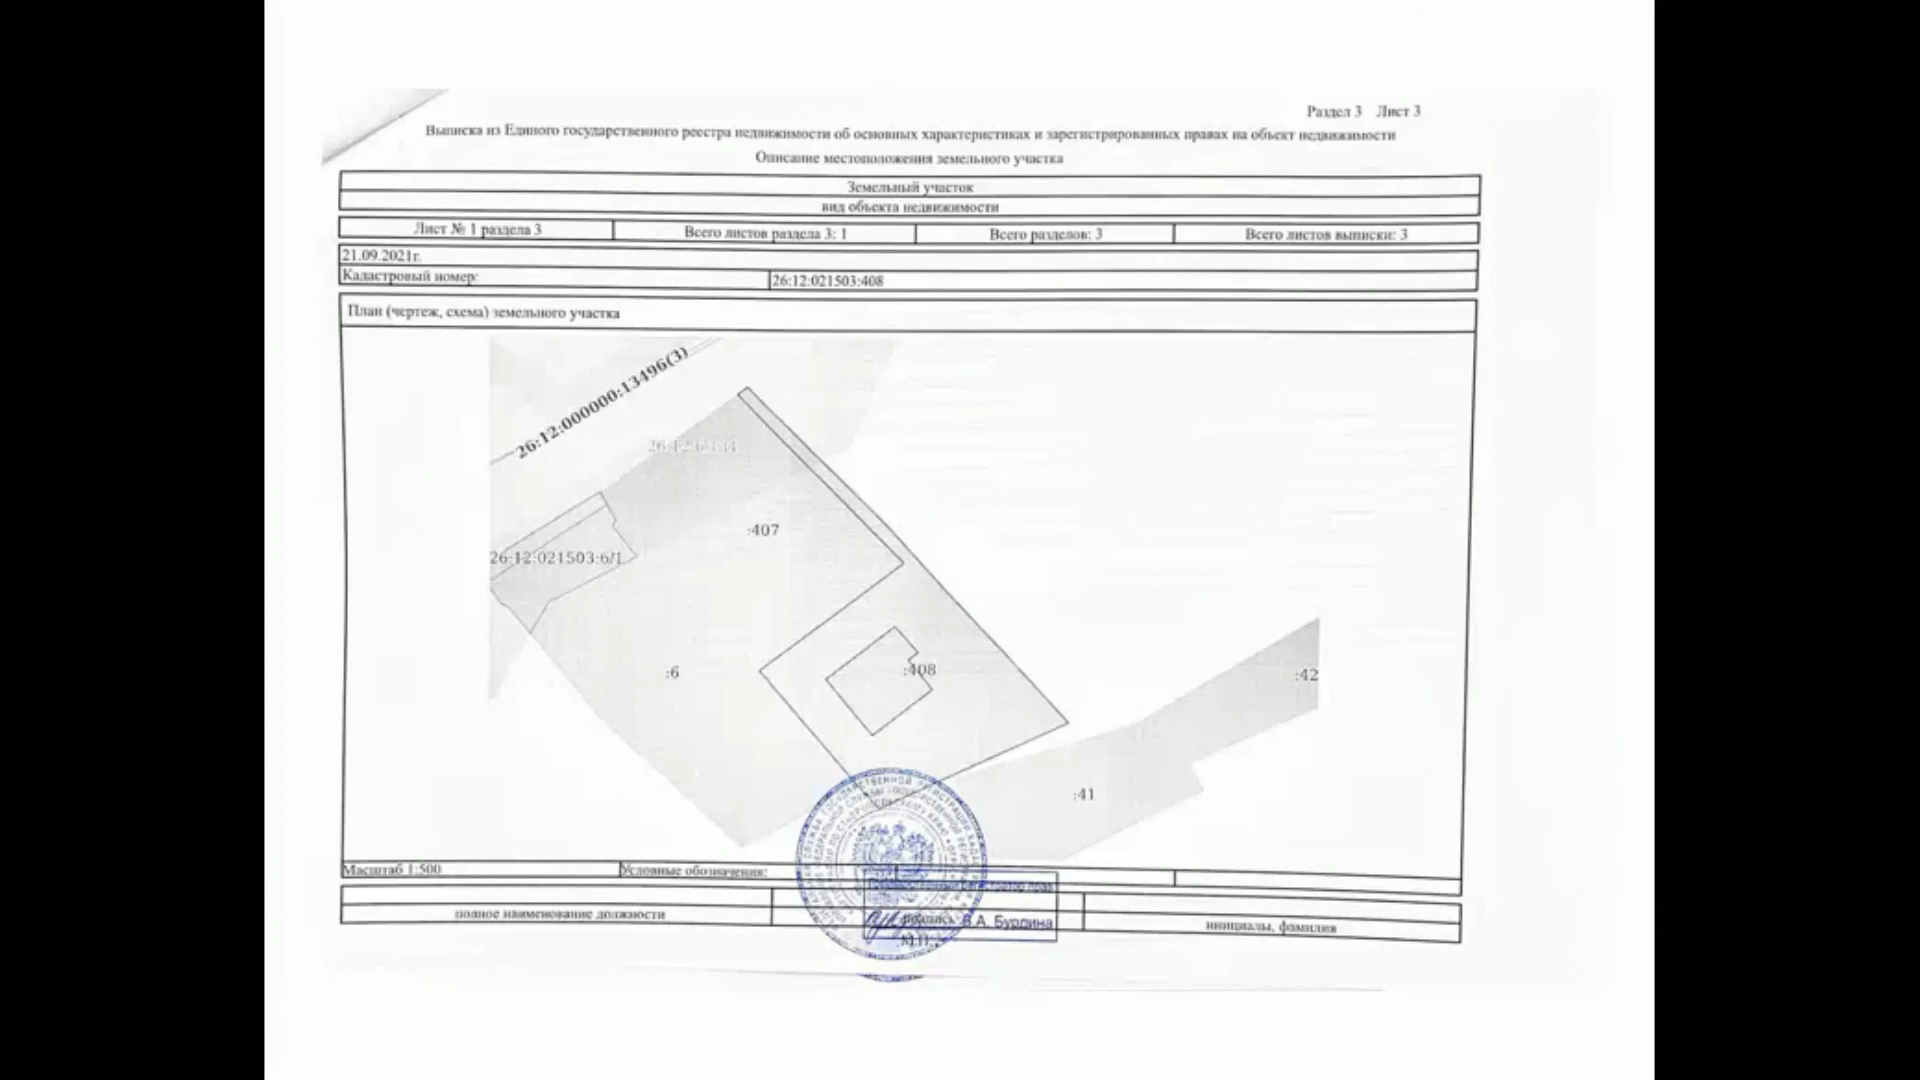 Раздел 3 Лист 3
Выписка из Единого государственного реестра недвижимости об основных характеристиках и зарегистрированных правах на объект недвижимости
Описание местоположения земельного участка
Земельный участок
вид объекта недвижимости
Лист № 1 раздела 3 Всего листов раздела 3: 1 Всего разделов: 3 Всего листов выписки: 3
21.09.2021г.
Кадастровый номер: 26:12:021503:408
План (чертеж, схема) земельного участка
26:12:000000:13496(3)
:407
26:12:021503:6/1
:6
:408
:42
:41
Масштаб 1:500 Условные обозначения:
Государственный регистратор прав
полное наименование должности подпись В.А. Бурлина инициалы, фамилия
М.П.